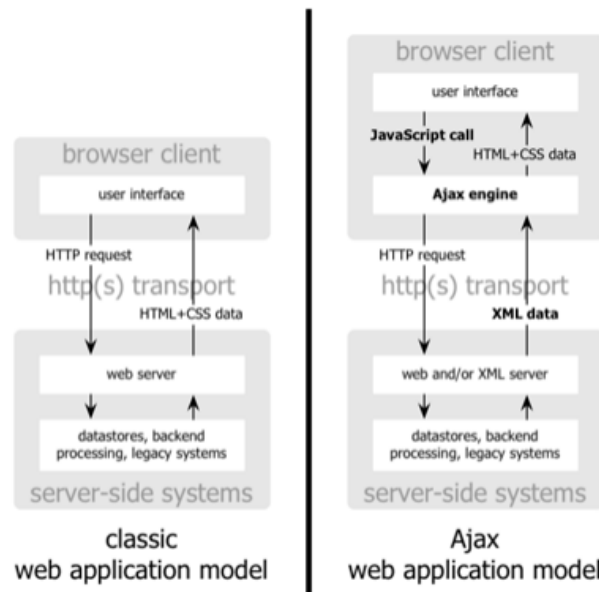 browser client
user interface
HTTP request
http(s) transport
HTML+CSS data
web server
datastores, backend
processing, legacy systems
server-side systems
classic
web application model
browser client
user interface
JavaScript call
HTML+CSS data
Ajax engine
HTTP request
http(s) transport
XML data
web and/or XML server
datastores, backend
processing, legacy systems
server-side systems
Ajax
web application model